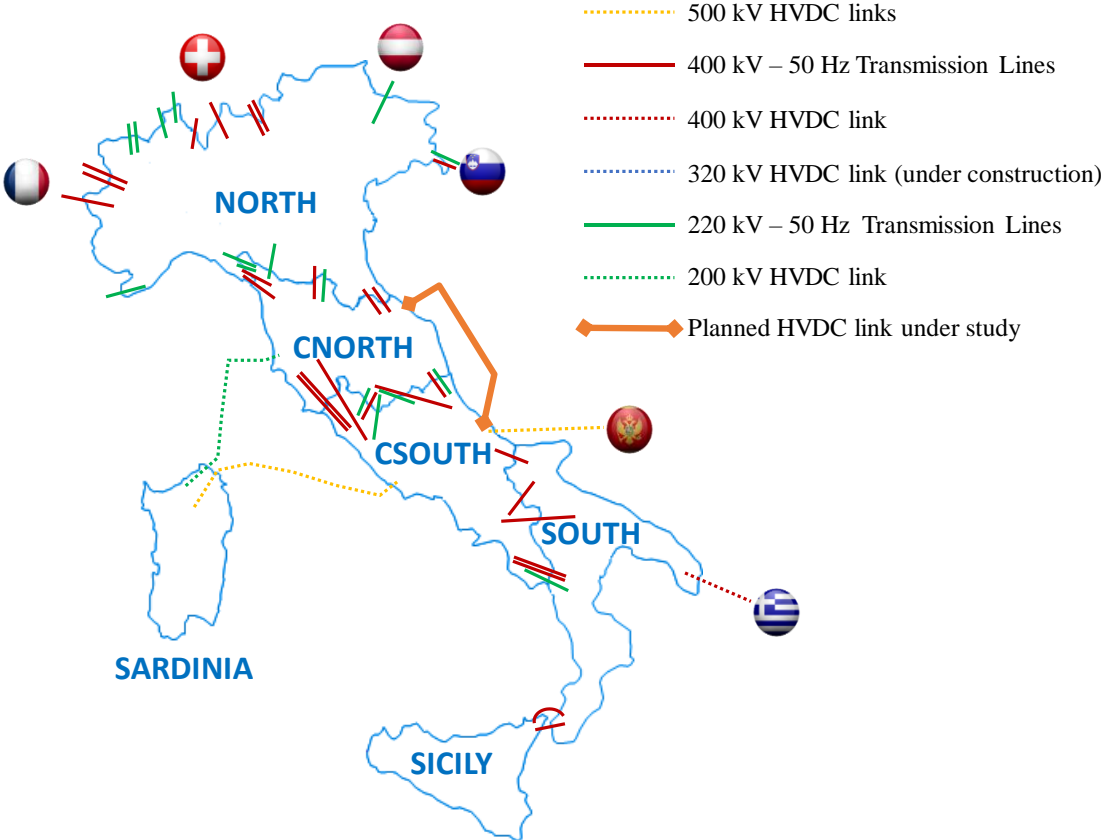 500 kV HVDC links
400 kV – 50 Hz Transmission Lines
400 kV HVDC link
320 kV HVDC link (under construction)
220 kV – 50 Hz Transmission Lines
200 kV HVDC link
Planned HVDC link under study
NORTH
CNORTH
CSOUTH
SOUTH
SARDINIA
SICILY